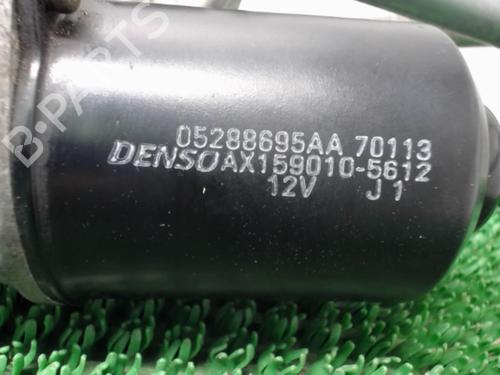 B-PARTS
05288695AA 70113
DENSO AX159010-5612
12V J1